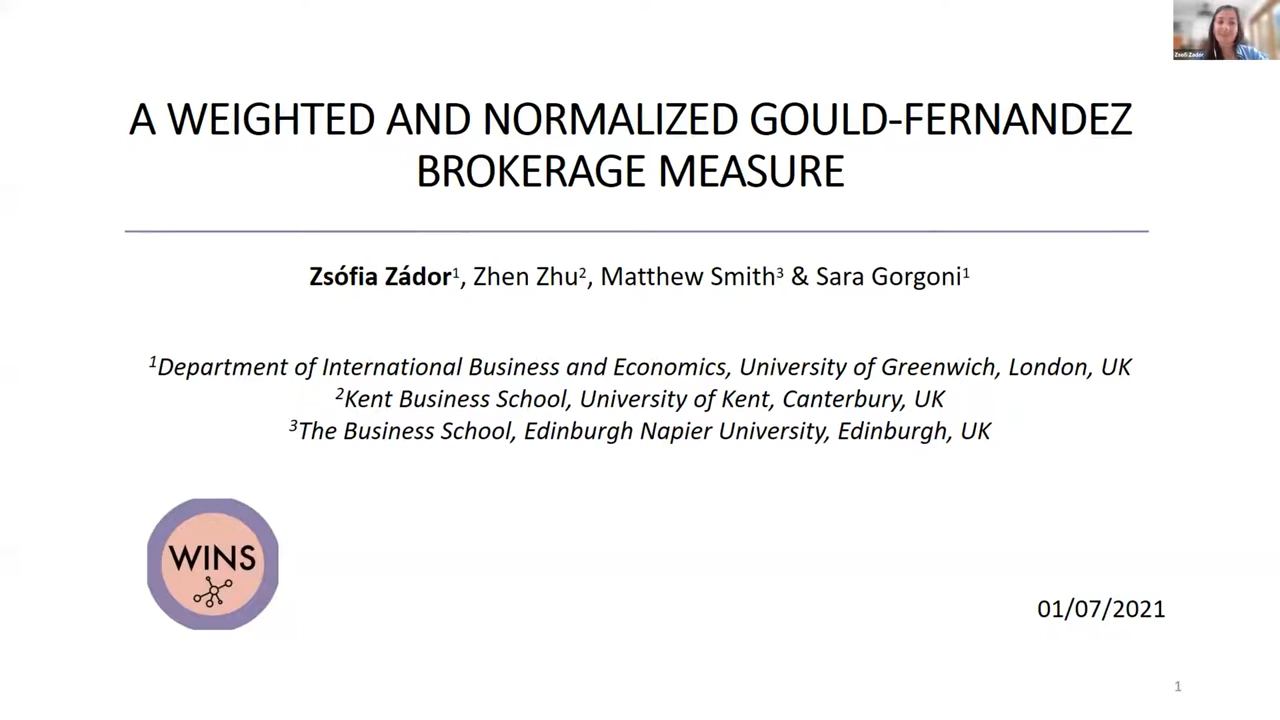 Zsofi Zador
A WEIGHTED AND NORMALIZED GOULD-FERNANDEZ
BROKERAGE MEASURE
Zsófia Zádor¹, Zhen Zhu², Matthew Smith³ & Sara Gorgoni¹
¹Department of International Business and Economics, University of Greenwich, London, UK
²Kent Business School, University of Kent, Canterbury, UK
³The Business School, Edinburgh Napier University, Edinburgh, UK
WINS
01/07/2021
1